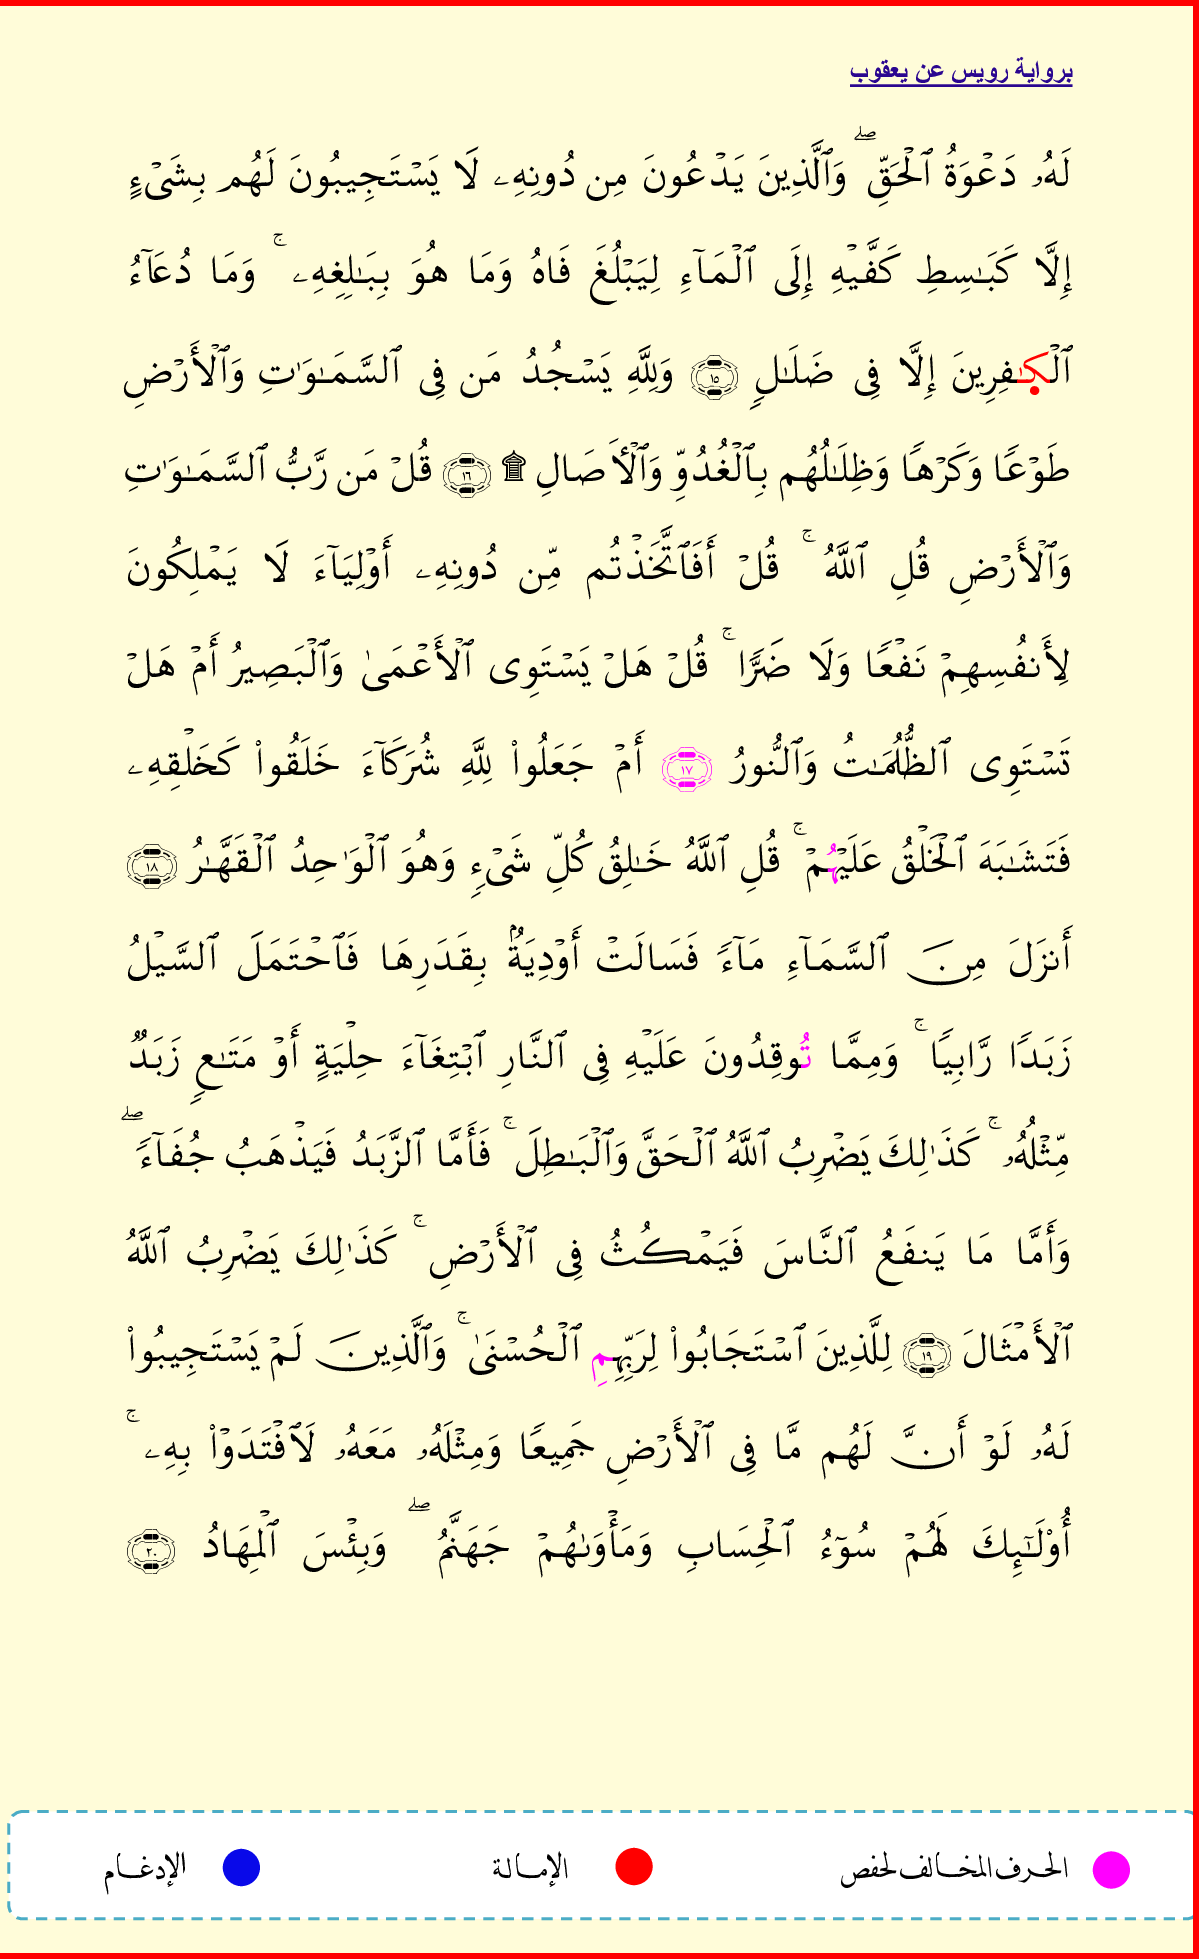 برواية رويس عن يعقوب
لَهُۥ دَعۡوَةُ ٱلۡحَقِّۖ وَٱلَّذِينَ يَدۡعُونَ مِن دُونِهِۦ لَا يَسۡتَجِيبُونَ لَهُم بِشَىۡءٍ
إِلَّا كَبَٰسِطِ كَفَّيۡهِ إِلَى ٱلۡمَآءِ لِيَبۡلُغَ فَاهُ وَمَا هُوَ بِبَٰلِغِهِۦۚ وَمَا دُعَآءُ
ٱلۡكَٰفِرِينَ إِلَّا فِى ضَلَٰلٖ ١٥ وَلِلَّهِ يَسۡجُدُ مَن فِى ٱلسَّمَٰوَٰتِ وَٱلۡأَرۡضِ
طَوۡعٗا وَكَرۡهٗا وَظِلَٰلُهُم بِٱلۡغُدُوِّ وَٱلۡأٓصَالِ ۩ ١٦ قُلۡ مَن رَّبُّ ٱلسَّمَٰوَٰتِ
وَٱلۡأَرۡضِ قُلِ ٱللَّهُۚ قُلۡ أَفَٱتَّخَذۡتُم مِّن دُونِهِۦ أَوۡلِيَآءَ لَا يَمۡلِكُونَ
لِأَنفُسِهِمۡ نَفۡعٗا وَلَا ضَرّٗاۚ قُلۡ هَلۡ يَسۡتَوِى ٱلۡأَعۡمَىٰ وَٱلۡبَصِيرُ أَمۡ هَلۡ
تَسۡتَوِى ٱلظُّلُمَٰتُ وَٱلنُّورُ ١٧ أَمۡ جَعَلُواْ لِلَّهِ شُرَكَآءَ خَلَقُواْ كَخَلۡقِهِۦ
فَتَشَٰبَهَ ٱلۡخَلۡقُ عَلَيۡهُمۡۚ قُلِ ٱللَّهُ خَٰلِقُ كُلِّ شَىۡءٖ وَهُوَ ٱلۡوَٰحِدُ ٱلۡقَهَّٰرُ ١٨
أَنزَلَ مِنَ ٱلسَّمَآءِ مَآءٗ فَسَالَتۡ أَوۡدِيَةُۢ بِقَدَرِهَا فَٱحۡتَمَلَ ٱلسَّيۡلُ
زَبَدٗا رَّابِيٗاۚ وَمِمَّا تُوقِدُونَ عَلَيۡهِ فِى ٱلنَّارِ ٱبۡتِغَآءَ حِلۡيَةٍ أَوۡ مَتَٰعٖ زَبَدٞ
مِّثۡلُهُۥۚ كَذَٰلِكَ يَضۡرِبُ ٱللَّهُ ٱلۡحَقَّ وَٱلۡبَٰطِلَۚ فَأَمَّا ٱلزَّبَدُ فَيَذۡهَبُ جُفَآءٗۖ
وَأَمَّا مَا يَنفَعُ ٱلنَّاسَ فَيَمۡكُثُ فِى ٱلۡأَرۡضِۚ كَذَٰلِكَ يَضۡرِبُ ٱللَّهُ
ٱلۡأَمۡثَالَ ١٩ لِلَّذِينَ ٱسۡتَجَابُواْ لِرَبِّهِمِ ٱلۡحُسۡنَىٰۚ وَٱلَّذِينَ لَمۡ يَسۡتَجِيبُواْ
لَهُۥ لَوۡ أَنَّ لَهُم مَّا فِى ٱلۡأَرۡضِ جَمِيعٗا وَمِثۡلَهُۥ مَعَهُۥ لَٱفۡتَدَوۡاْ بِهِۦۚ
أُوْلَٰٓئِكَ لَهُمۡ سُوٓءُ ٱلۡحِسَابِ وَمَأۡوَىٰهُمۡ جَهَنَّمُۖ وَبِئۡسَ ٱلۡمِهَادُ ٢٠
الحرف المخالف لحفص الإمالة الإدغام